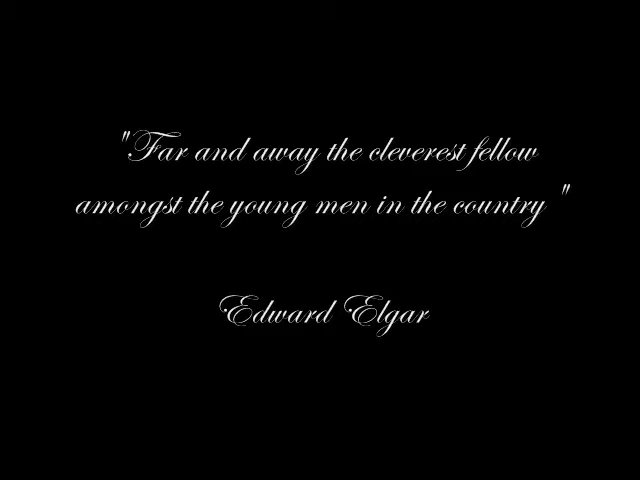 "Far and away the cleverest fellow
amongst the young men in the country "
Edward Elgar